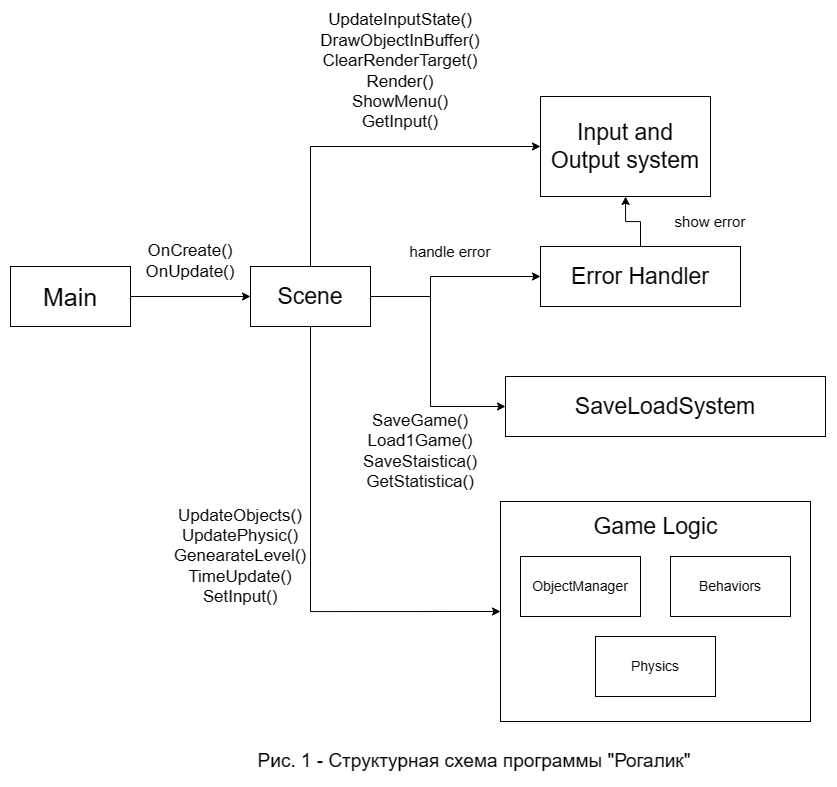 UpdateInputState()
DrawObjectInBuffer()
ClearRenderTarget()
Render()
ShowMenu()
GetInput()
Input and
Output system
show error
OnCreate()
OnUpdate()
handle error
Main
Scene
Error Handler
SaveLoadSystem
SaveGame()
Load1Game()
SaveStaistica()
GetStatistica()
UpdateObjects()
UpdatePhysic()
GenearateLevel()
TimeUpdate()
SetInput()
Game Logic
ObjectManager
Behaviors
Physics
Рис. 1 - Структурная схема программы "Рогалик"